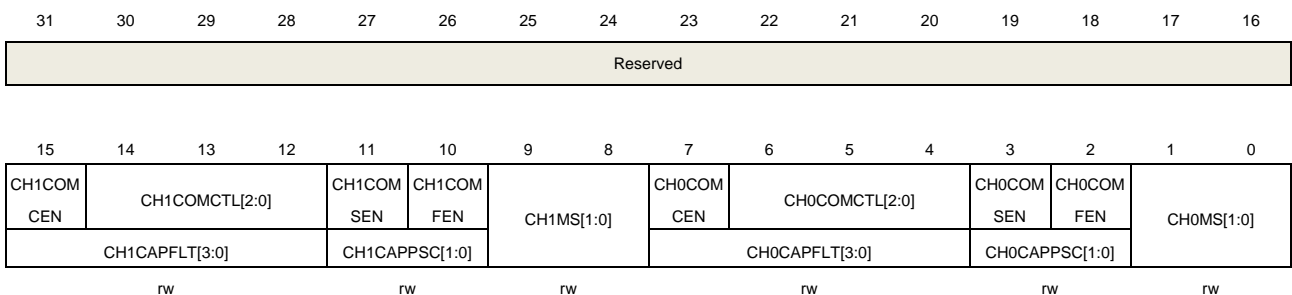 31 30 29 28 27 26 25 24 23 22 21 20 19 18 17 16
Reserved
15 14 13 12 11 10 9 8 7 6 5 4 3 2 1 0
CH1COM CEN CH1COMCTL[2:0] CH1COM SEN CH1COM FEN CH1MS[1:0] CH0COM CEN CH0COMCTL[2:0] CH0COM SEN CH0COM FEN CH0MS[1:0]
CH1CAPFLT[3:0] CH1CAPPSC[1:0] CH0CAPFLT[3:0] CH0CAPPSC[1:0]
rw rw rw rw rw rw